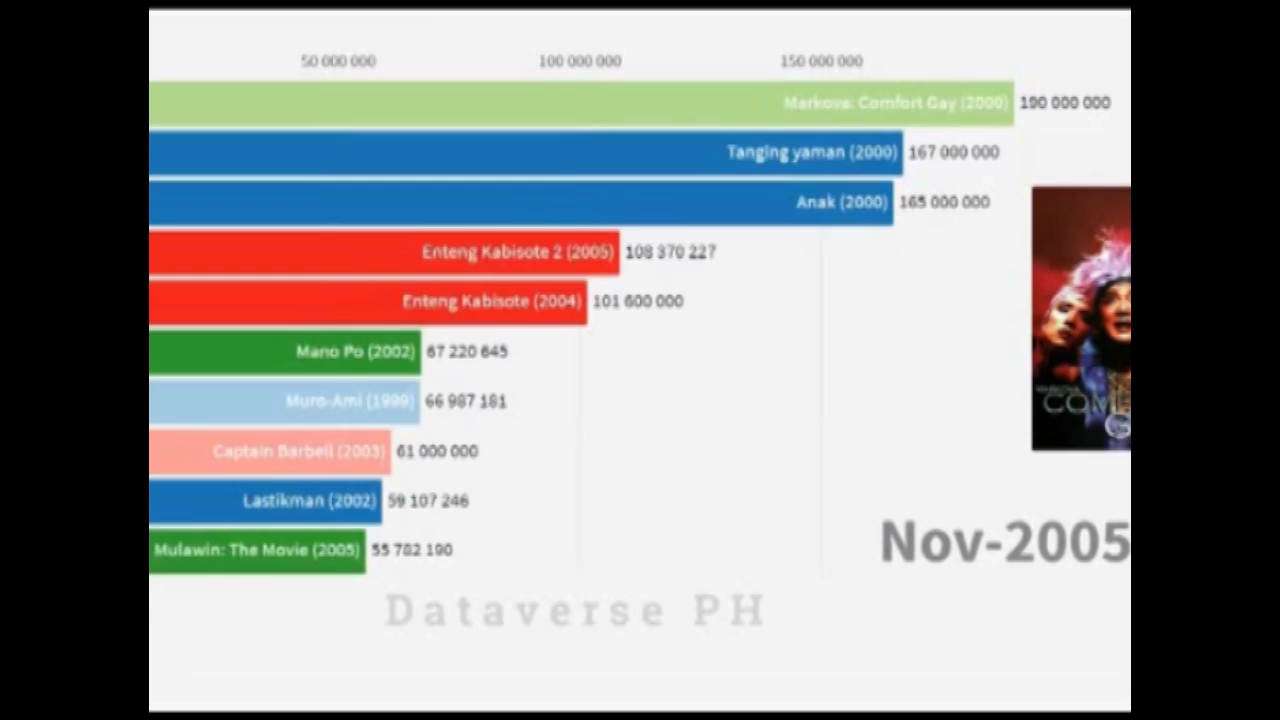 50 000 000 100 000 000 150 000 000
Markova: Comfort Gay (2000) 190 000 000
Tanging yaman (2000) 167 000 000
Anak (2000) 165 000 000
Enteng Kabisote 2 (2005) 108 370 227
Enteng Kabisote (2004) 101 600 000
Mano Po (2002) 67 220 645
Muro-Ami (1999) 66 987 181
Captain Barbell (2003) 61 000 000
Lastikman (2002) 59 107 246
Mulawin: The Movie (2005) 55 782 190
COM
Nov-2005
Dataverse PH